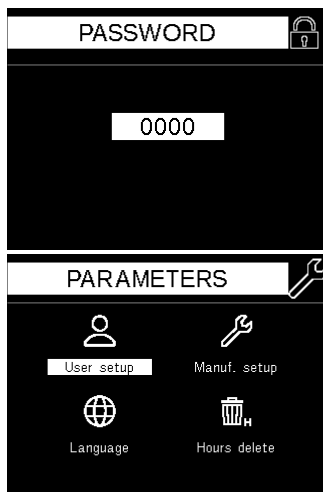 PASSWORD
0000
PARAMETERS
User setup
Manuf. setup
H
Language
Hours delete